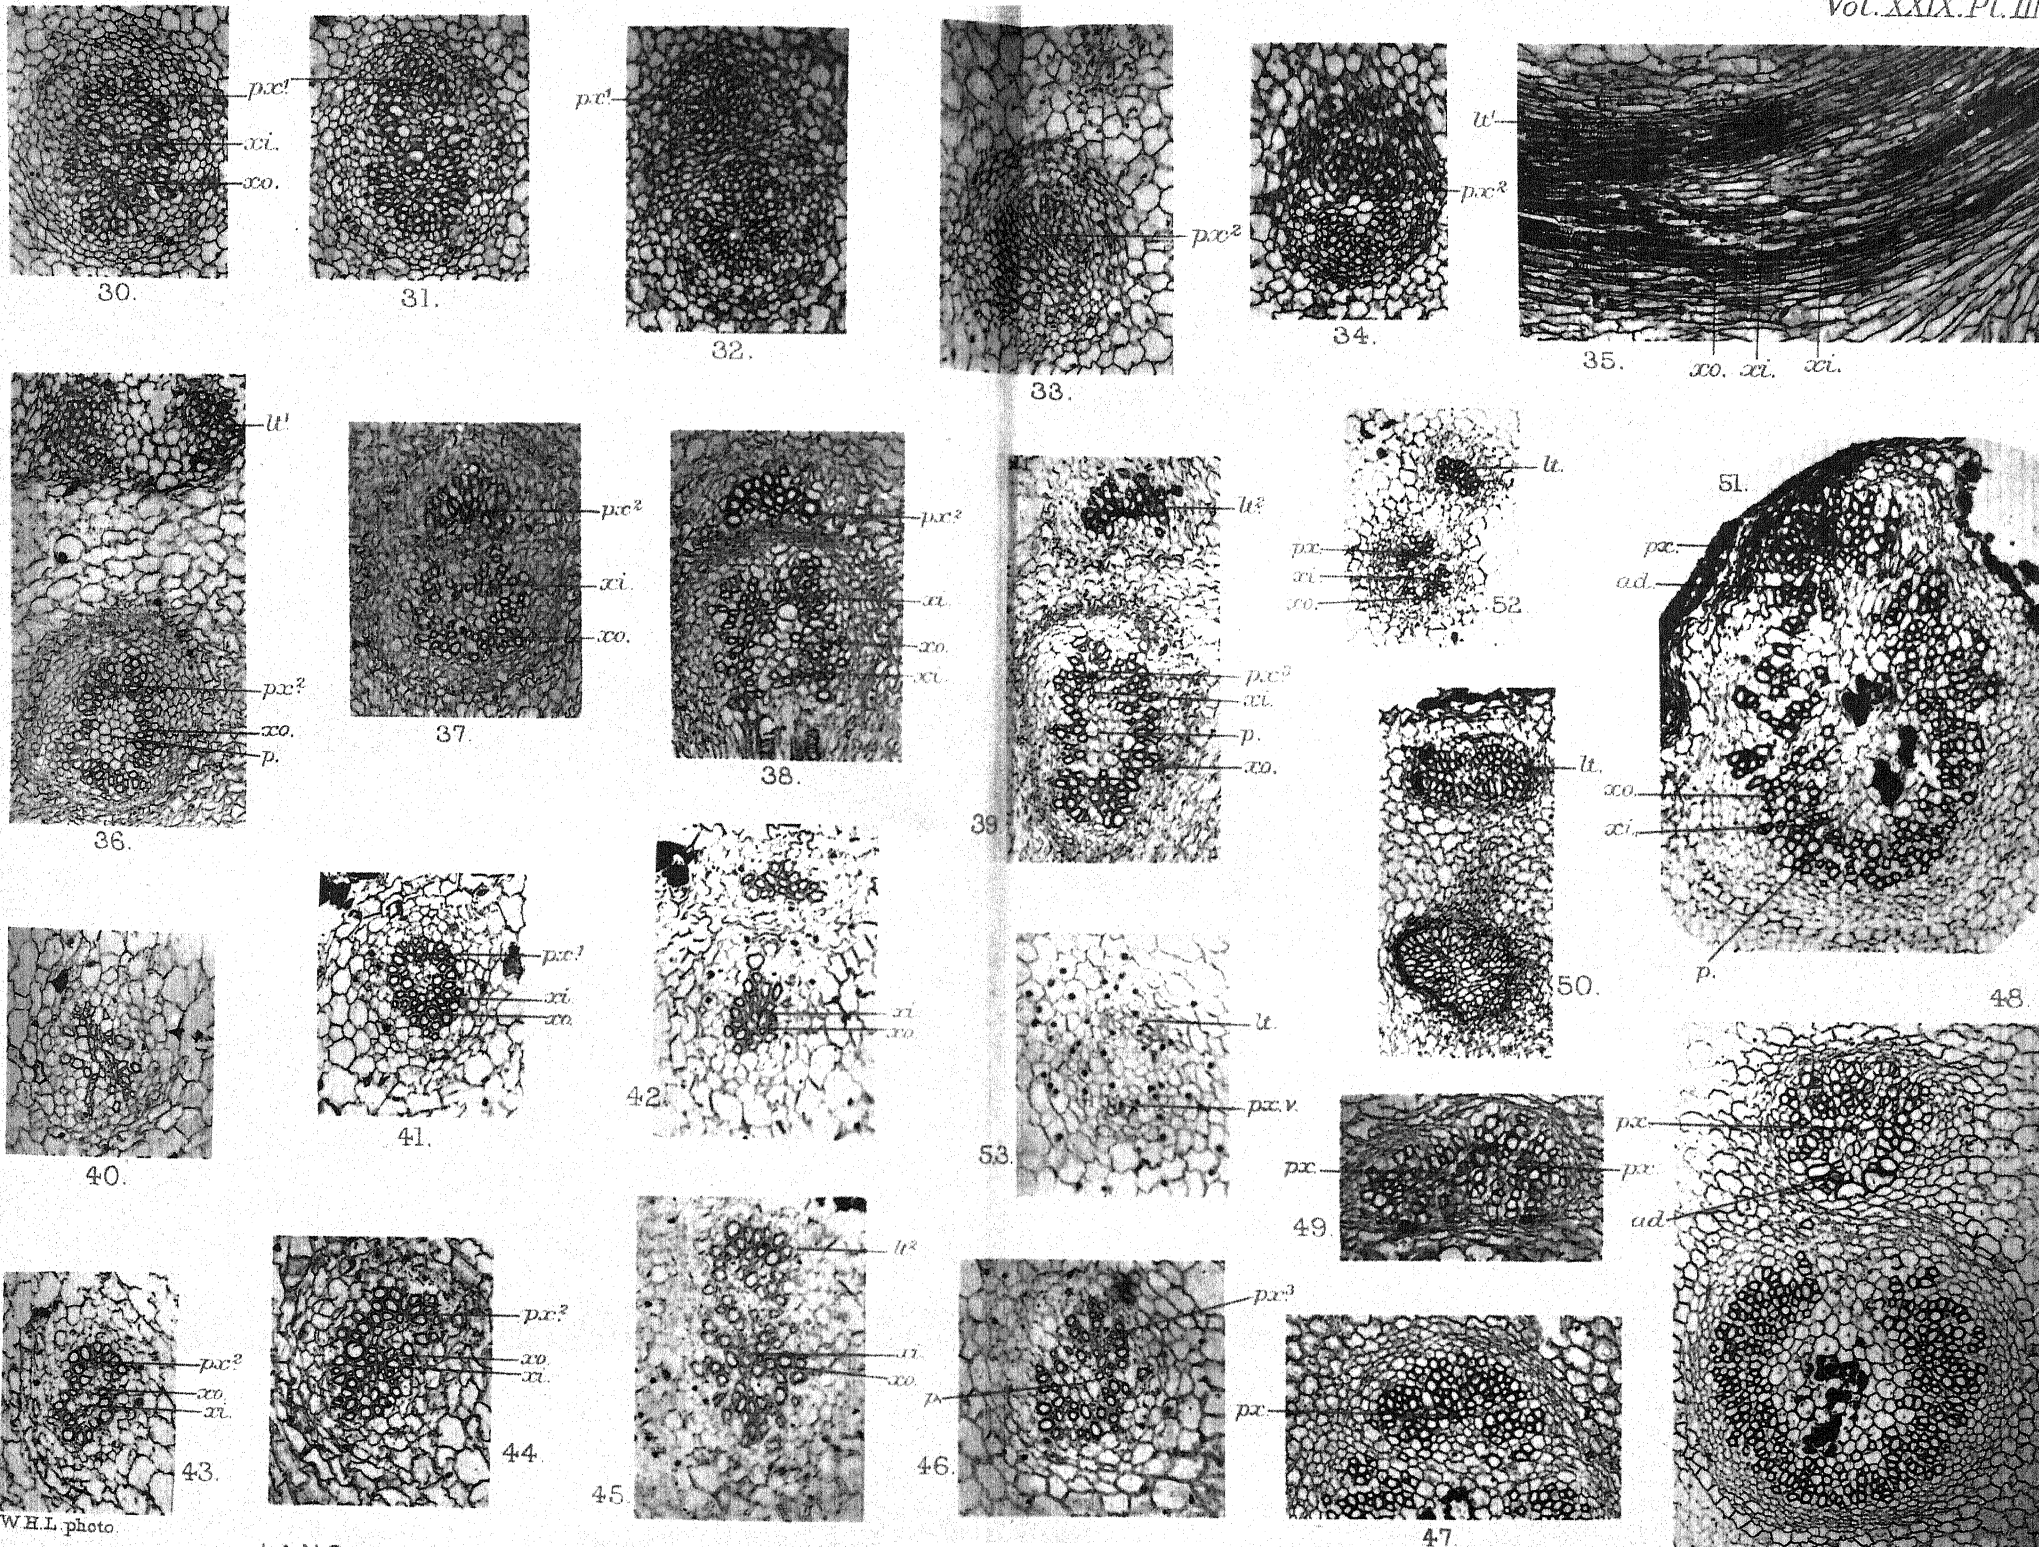 Vol. XXIX. Pl. III
px¹.
xi.
xo.
30.
31.
px¹
32.
px²
33.
px²
34.
lt¹
35.
xo. xi. xi.
lt¹
px²
xo.
p.
36.
px²
xi.
xo.
37.
px²
xi.
xo.
xi.
38.
lt²
px²
xi.
p.
xo.
39
lt.
px.
xi
xo.
52.
51.
px.
ad.
xo.
xi.
p.
48.
lt.
50.
40.
px¹
xi
xo.
41.
xi
xo.
42.
lt.
px.v.
53.
px.
px
49.
px
ad
px²
xo.
xi.
43.
px²
xo
xi.
44
lt²
xi
xo.
45.
px³
p.
46.
px
47.
W.H.L. photo.